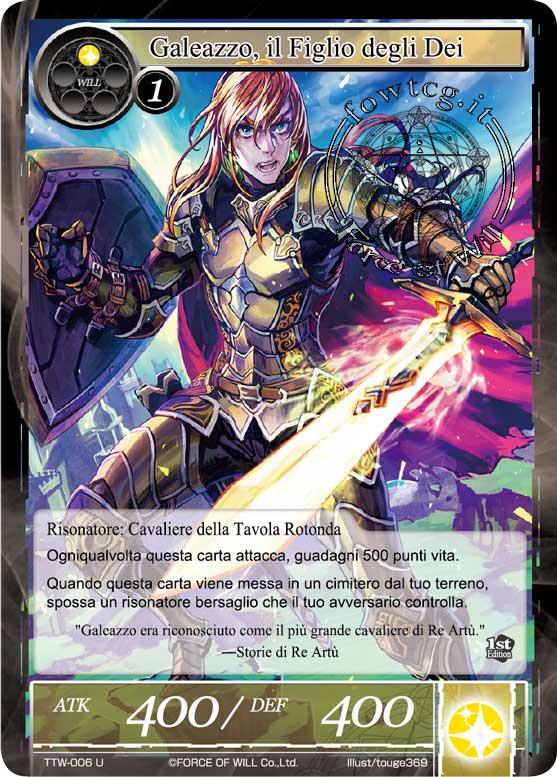 Galeazzo, il Figlio degli Dei
WILL
1
fowtcg.it
Force of Will
Risonatore: Cavaliere della Tavola Rotonda
Ogniqualvolta questa carta attacca, guadagni 500 punti vita.
Quando questa carta viene messa in un cimitero dal tuo terreno,
spossa un risonatore bersaglio che il tuo avversario controlla.
"Galeazzo era riconosciuto come il più grande cavaliere di Re Artù."
—Storie di Re Artù
1st
Edition
ATK 400 / DEF 400
TTW-006 U ©FORCE OF WILL Co.,Ltd. Illust/touge369